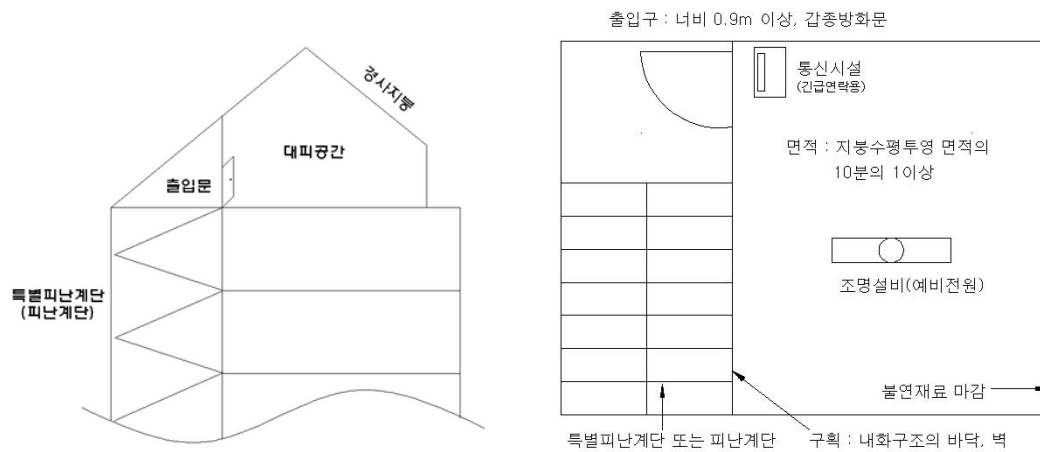 경사지붕
대피공간
출입문
특별피난계단
(피난계단)
출입구 : 너비 0.9m 이상, 갑종방화문
통신시설
(긴급연락용)
면적 : 지붕수평투영 면적의
10분의 1이상
조명설비(예비전원)
불연재료 마감
특별피난계단 또는 피난계단
구획 : 내화구조의 바닥, 벽